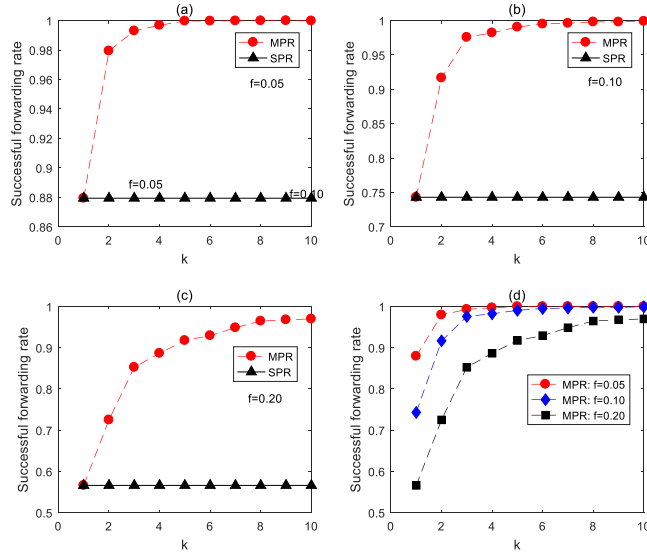 (a)
1
0.98
0.96
0.94
0.92
0.9
0.88
0.86
Successful forwarding rate
MPR
SPR
f=0.05
f=0.05
f=0.10
0 2 4 6 8 10
k
(b)
1
0.95
0.9
0.85
0.8
0.75
0.7
Successful forwarding rate
MPR
SPR
f=0.10
0 2 4 6 8 10
k
(c)
1
0.9
0.8
0.7
0.6
0.5
Successful forwarding rate
MPR
SPR
f=0.20
0 2 4 6 8 10
k
(d)
1
0.9
0.8
0.7
0.6
0.5
Successful forwarding rate
MPR: f=0.05
MPR: f=0.10
MPR: f=0.20
0 2 4 6 8 10
k